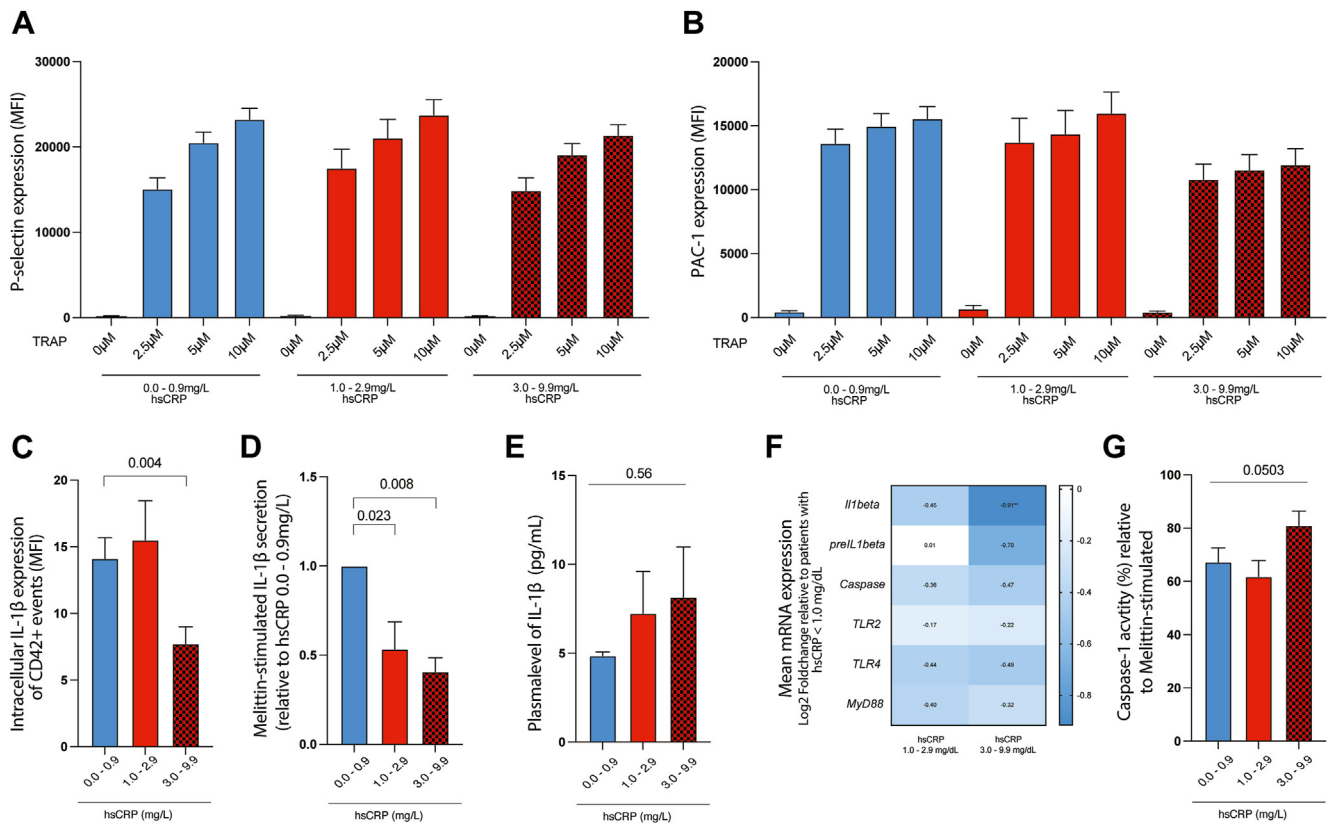 A
P-selectin expression (MFI)
30000
20000
10000
0
TRAP
0µM
2.5µM
5µM
10µM
0µM
2.5µM
5µM
10µM
0µM
2.5µM
5µM
10µM
0.0 - 0.9mg/L
hsCRP
1.0 - 2.9mg/L
hsCRP
3.0 - 9.9mg/L
hsCRP
B
PAC-1 expression (MFI)
20000
15000
10000
5000
0
TRAP
0µM
2.5µM
5µM
10µM
0µM
2.5µM
5µM
10µM
0µM
2.5µM
5µM
10µM
0.0 - 0.9mg/L
hsCRP
1.0 - 2.9mg/L
hsCRP
3.0 - 9.9mg/L
hsCRP
C
Intracellular IL-1β expression
of CD42+ events (MFI)
20
15
10
5
0
0.004
0.0 - 0.9
1.0 - 2.9
3.0 - 9.9
hsCRP (mg/L)
D
Melittin-stimulated IL-1β secretion
(relative to hsCRP 0.0 - 0.9mg/L)
1.5
1.0
0.5
0.0
0.008
0.023
0.0 - 0.9
1.0 - 2.9
3.0 - 9.9
hsCRP (mg/L)
E
Plasmalevel of IL-1β (pg/mL)
15
10
5
0
0.56
0.0 - 0.9
1.0 - 2.9
3.0 - 9.9
hsCRP (mg/L)
F
Mean mRNA expression
Log2 Foldchange relative to patients with
hsCRP < 1.0 mg/dL
Il1beta
-0.45
-0.91**
preIL1beta
0.01
-0.70
Caspase
-0.36
-0.47
TLR2
-0.17
-0.22
TLR4
-0.44
-0.49
MyD88
-0.40
-0.32
hsCRP
1.0 - 2.9 mg/dL
hsCRP
3.0 - 9.9 mg/dL
0
-0.2
-0.4
-0.6
-0.8
G
Caspase-1 acvtity (%) relative
to Melittin-stimulated
100
80
60
40
20
0
0.0503
0.0 - 0.9
1.0 - 2.9
3.0 - 9.9
hsCRP (mg/L)